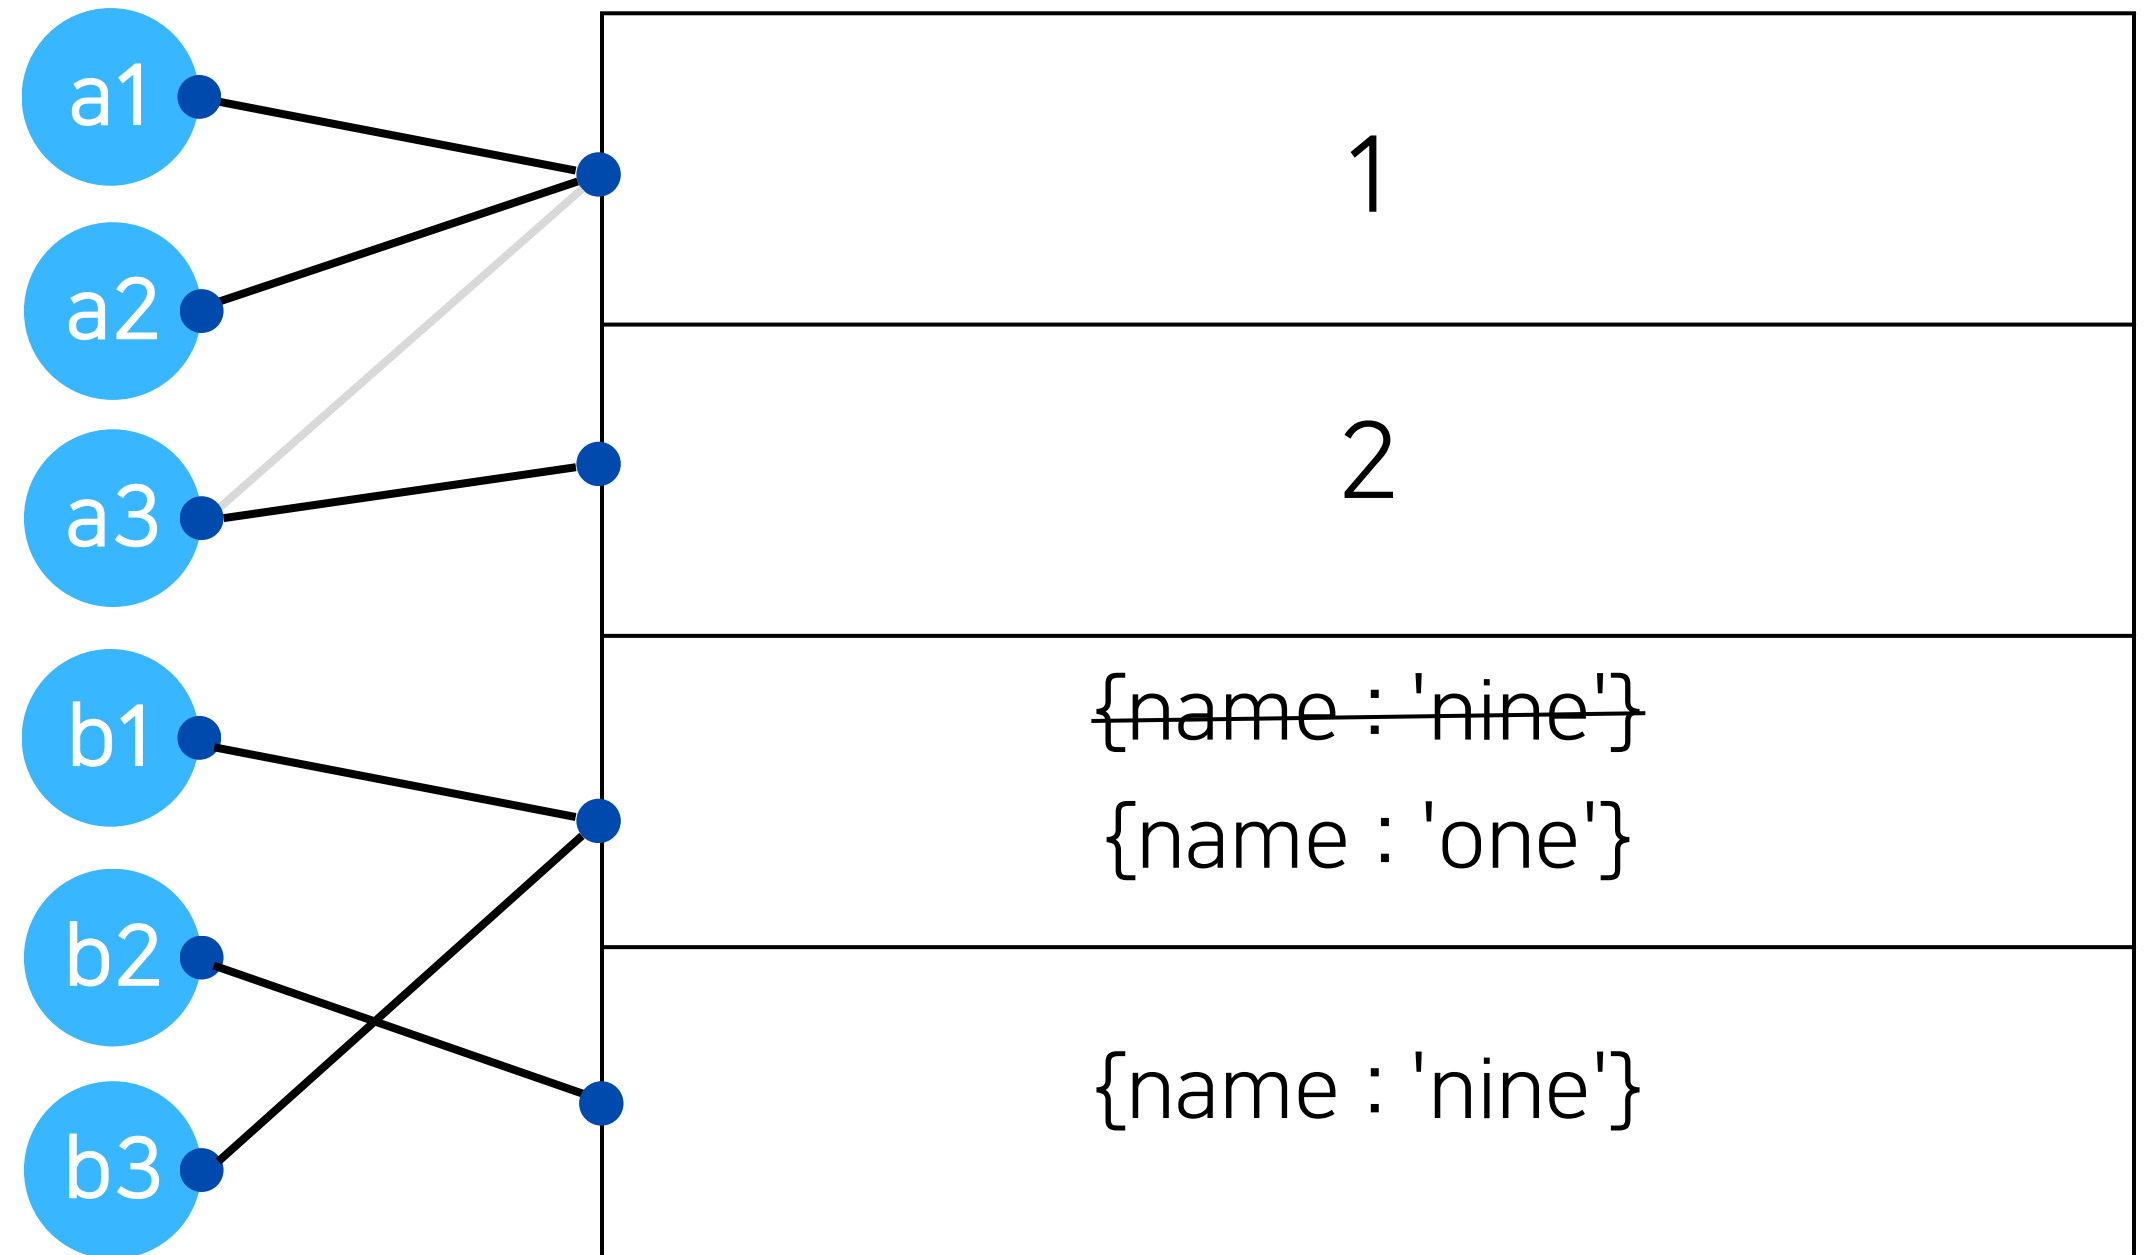 a1
1
a2
2
a3
b1
{name : 'nine'}
{name : 'one'}
b2
{name : 'nine'}
b3